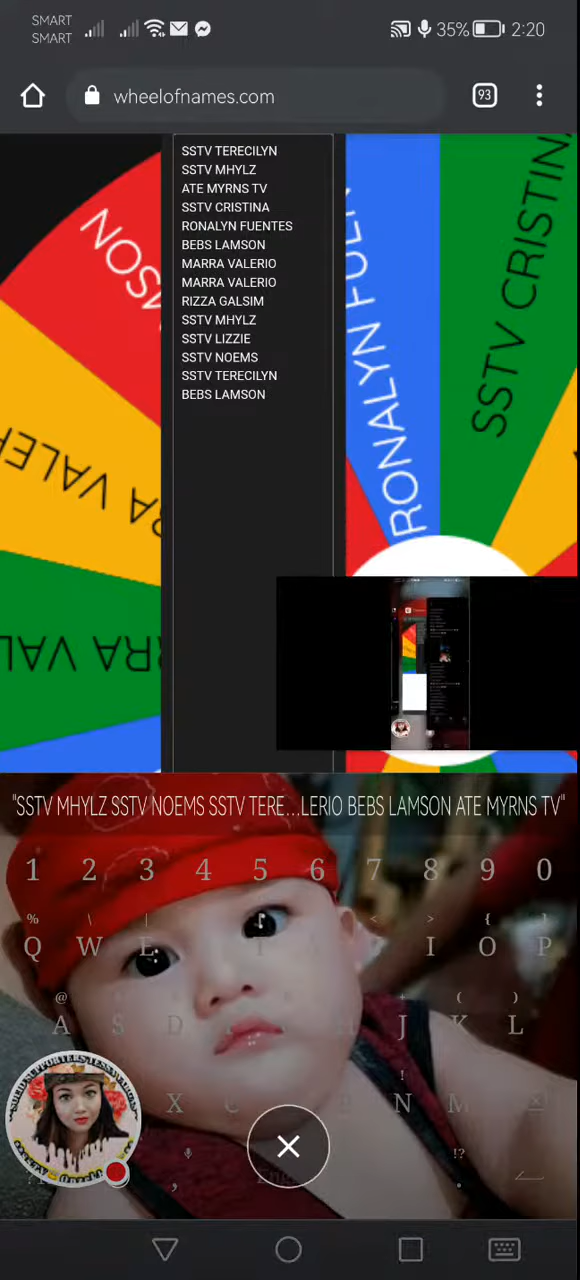 SMART
SMART
35% 2:20
wheelofnames.com
93
SSTV TERECILYN
SSTV MHYLZ
ATE MYRNS TV
SSTV CRISTINA
RONALYN FUENTES
BEBS LAMSON
MARRA VALERIO
MARRA VALERIO
RIZZA GALSIM
SSTV MHYLZ
SSTV LIZZIE
SSTV NOEMS
SSTV TERECILYN
BEBS LAMSON
RONALYN
SSTV CRISTINA
"SSTV MHYLZ SSTV NOEMS SSTV TERE...LERIO BEBS LAMSON ATE MYRNS TV"
1 2 3 4 5 6 7 8 9 0
% \ | < > { }
Q W E T I O P
@ + ( )
A S D J K L
!
X C N M
!?
, .